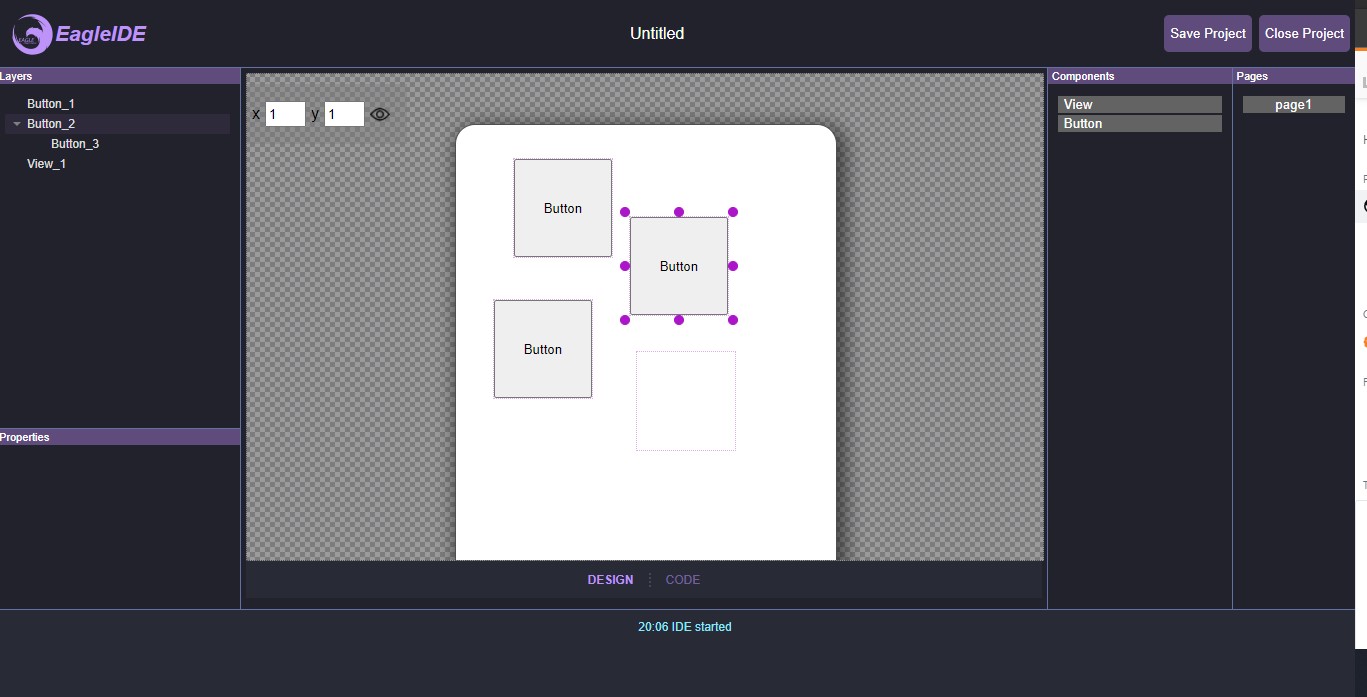 EagleIDE
Untitled
Save Project
Close Project
Layers
Button_1
Button_2
Button_3
View_1
Properties
x 1 y 1
Button
Button
Button
DESIGN
CODE
Components
View
Button
Pages
page1
20:06 IDE started